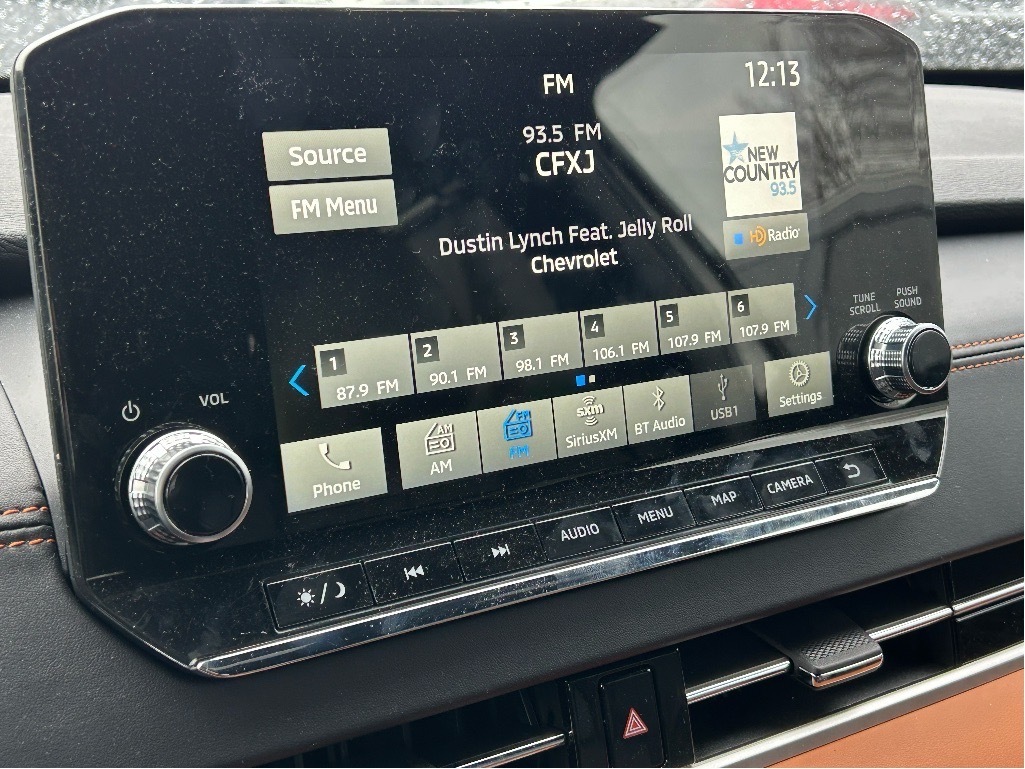 FM
12:13
93.5 FM
CFXJ
Source
FM Menu
NEW
COUNTRY
93.5
HD Radio
Dustin Lynch Feat. Jelly Roll
Chevrolet
TUNE
SCROLL
PUSH
SOUND
1
87.9 FM
2
90.1 FM
3
98.1 FM
4
106.1 FM
5
107.9 FM
6
107.9 FM
VOL
Phone
AM
AM
FM
FM
sxm
SiriusXM
BT Audio
USB1
Settings
AUDIO
MENU
MAP
CAMERA